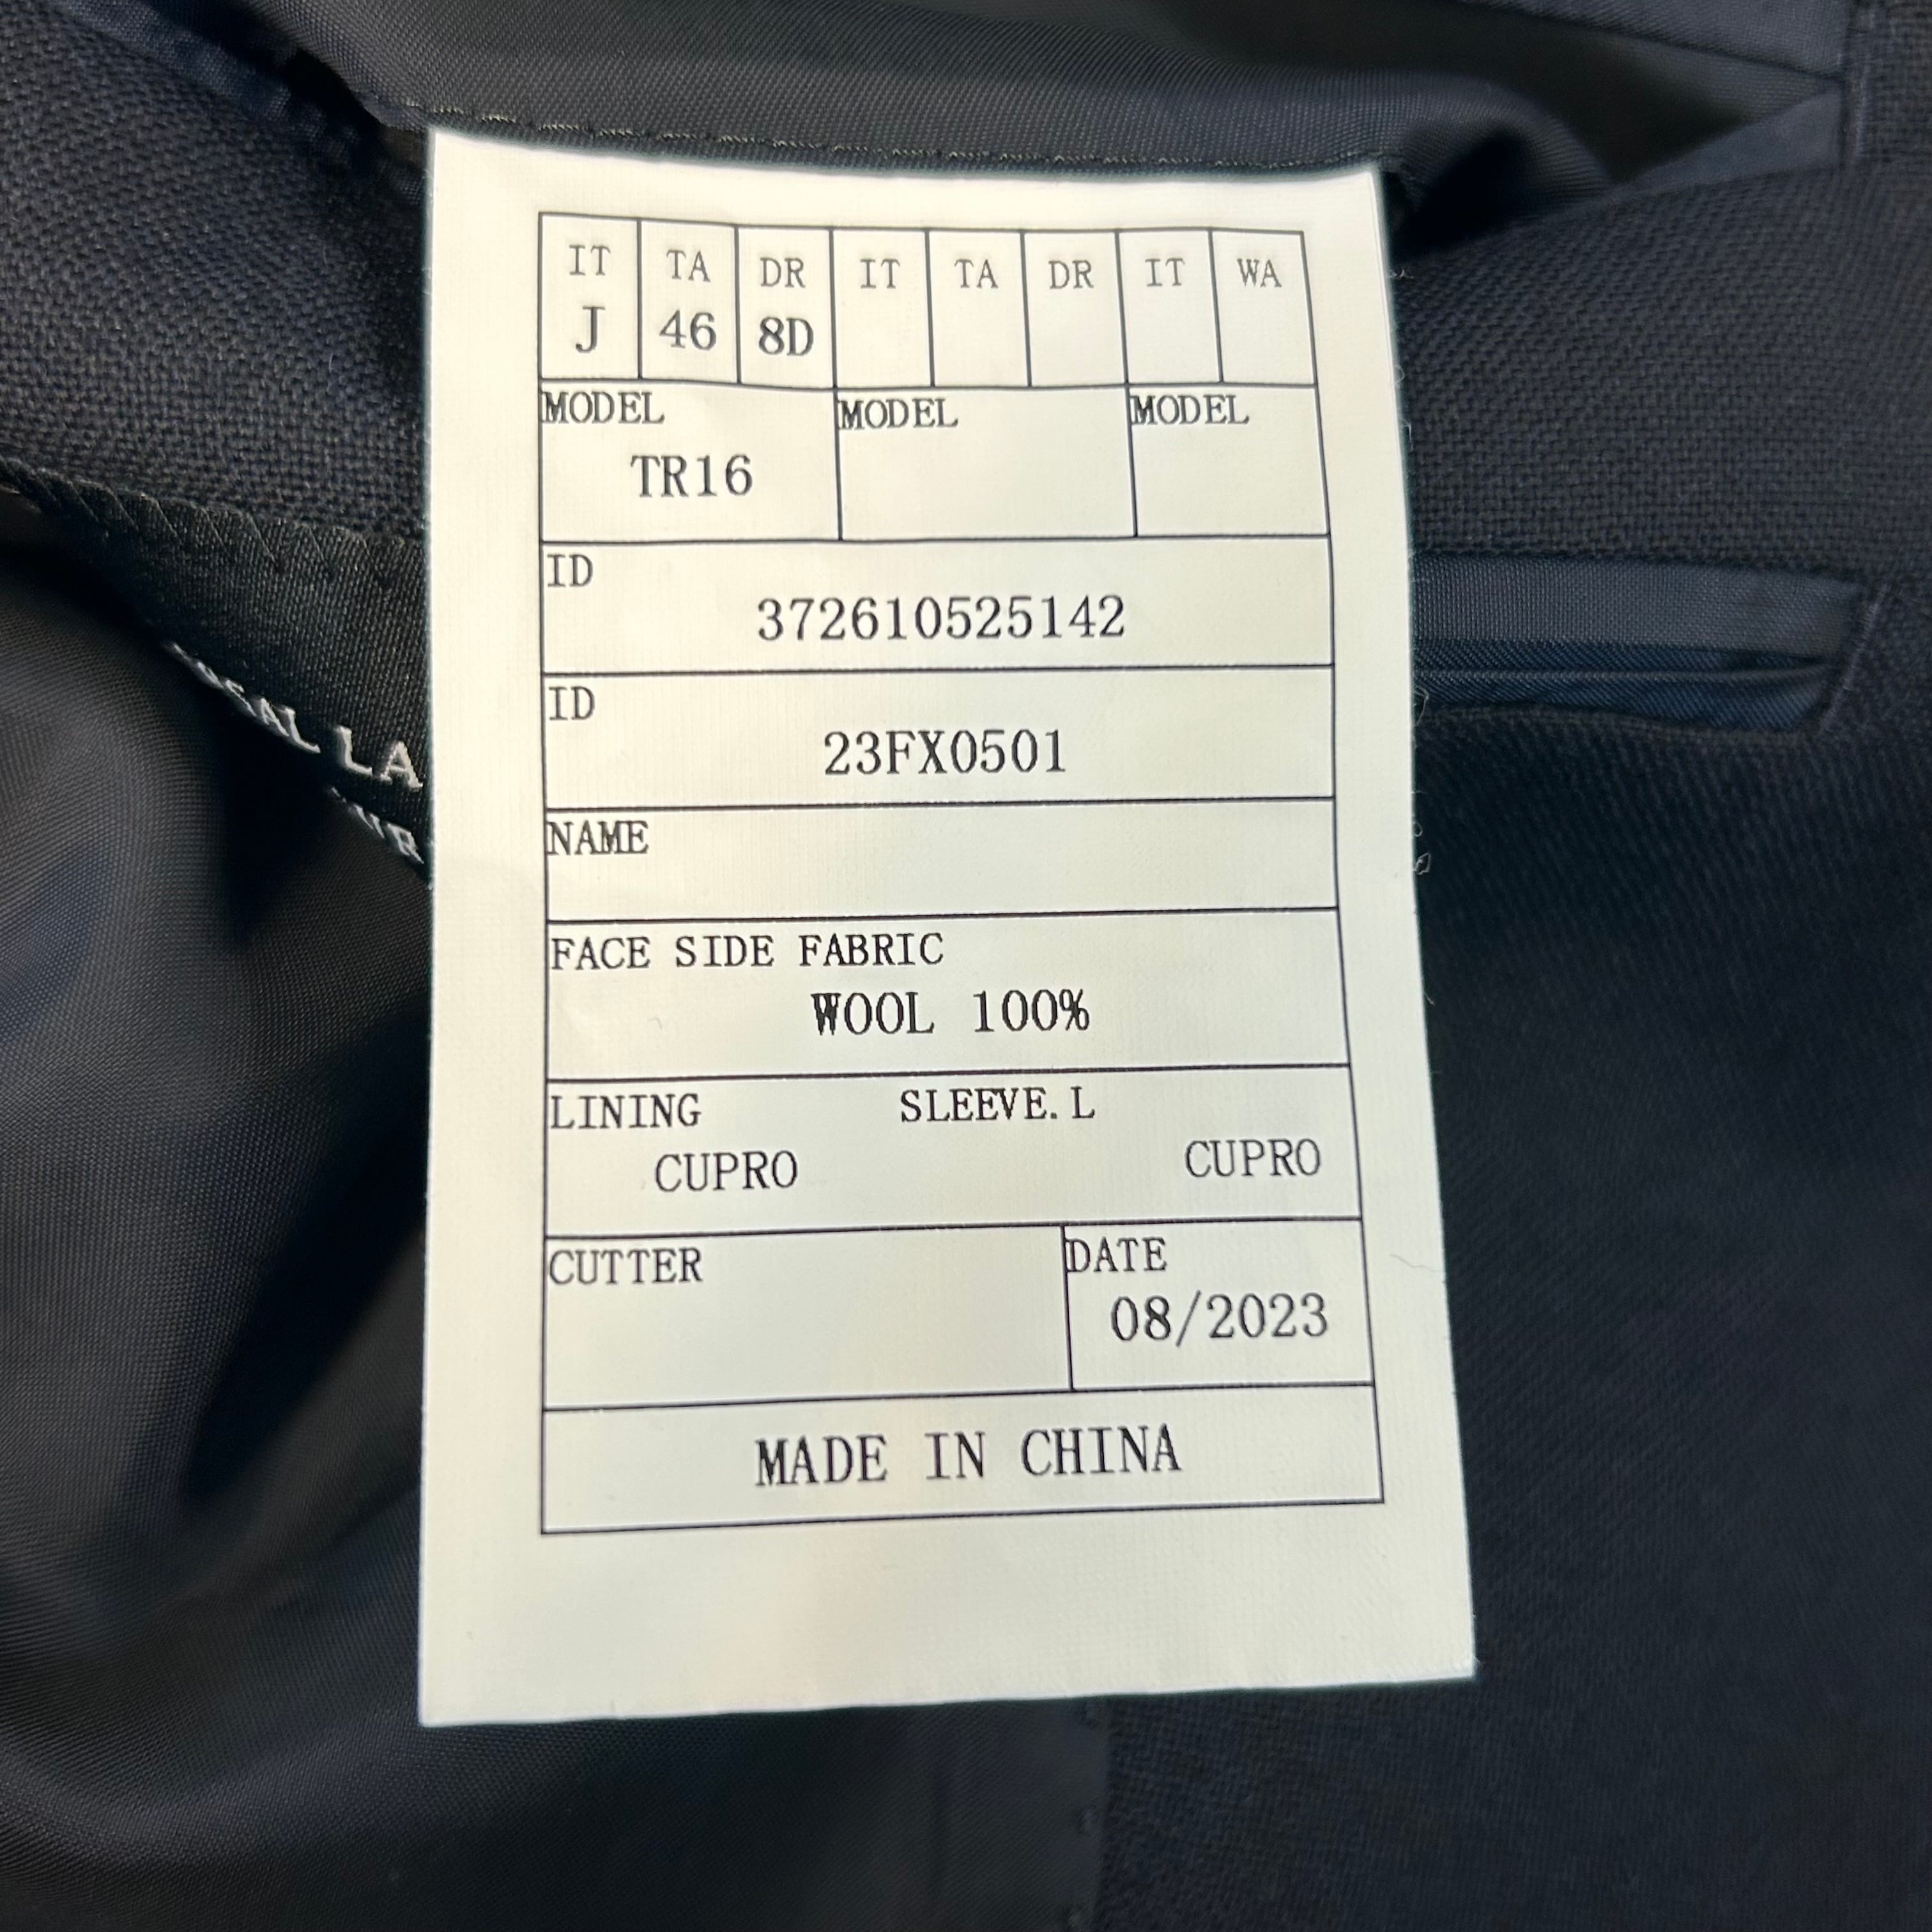 IT TA DR IT TA DR IT WA
J 46 8D
MODEL MODEL MODEL
TR16
ID
372610525142
ID
23FX0501
NAME
FACE SIDE FABRIC
WOOL 100%
LINING SLEEVE.L
CUPRO CUPRO
CUTTER DATE
08/2023
MADE IN CHINA
LA